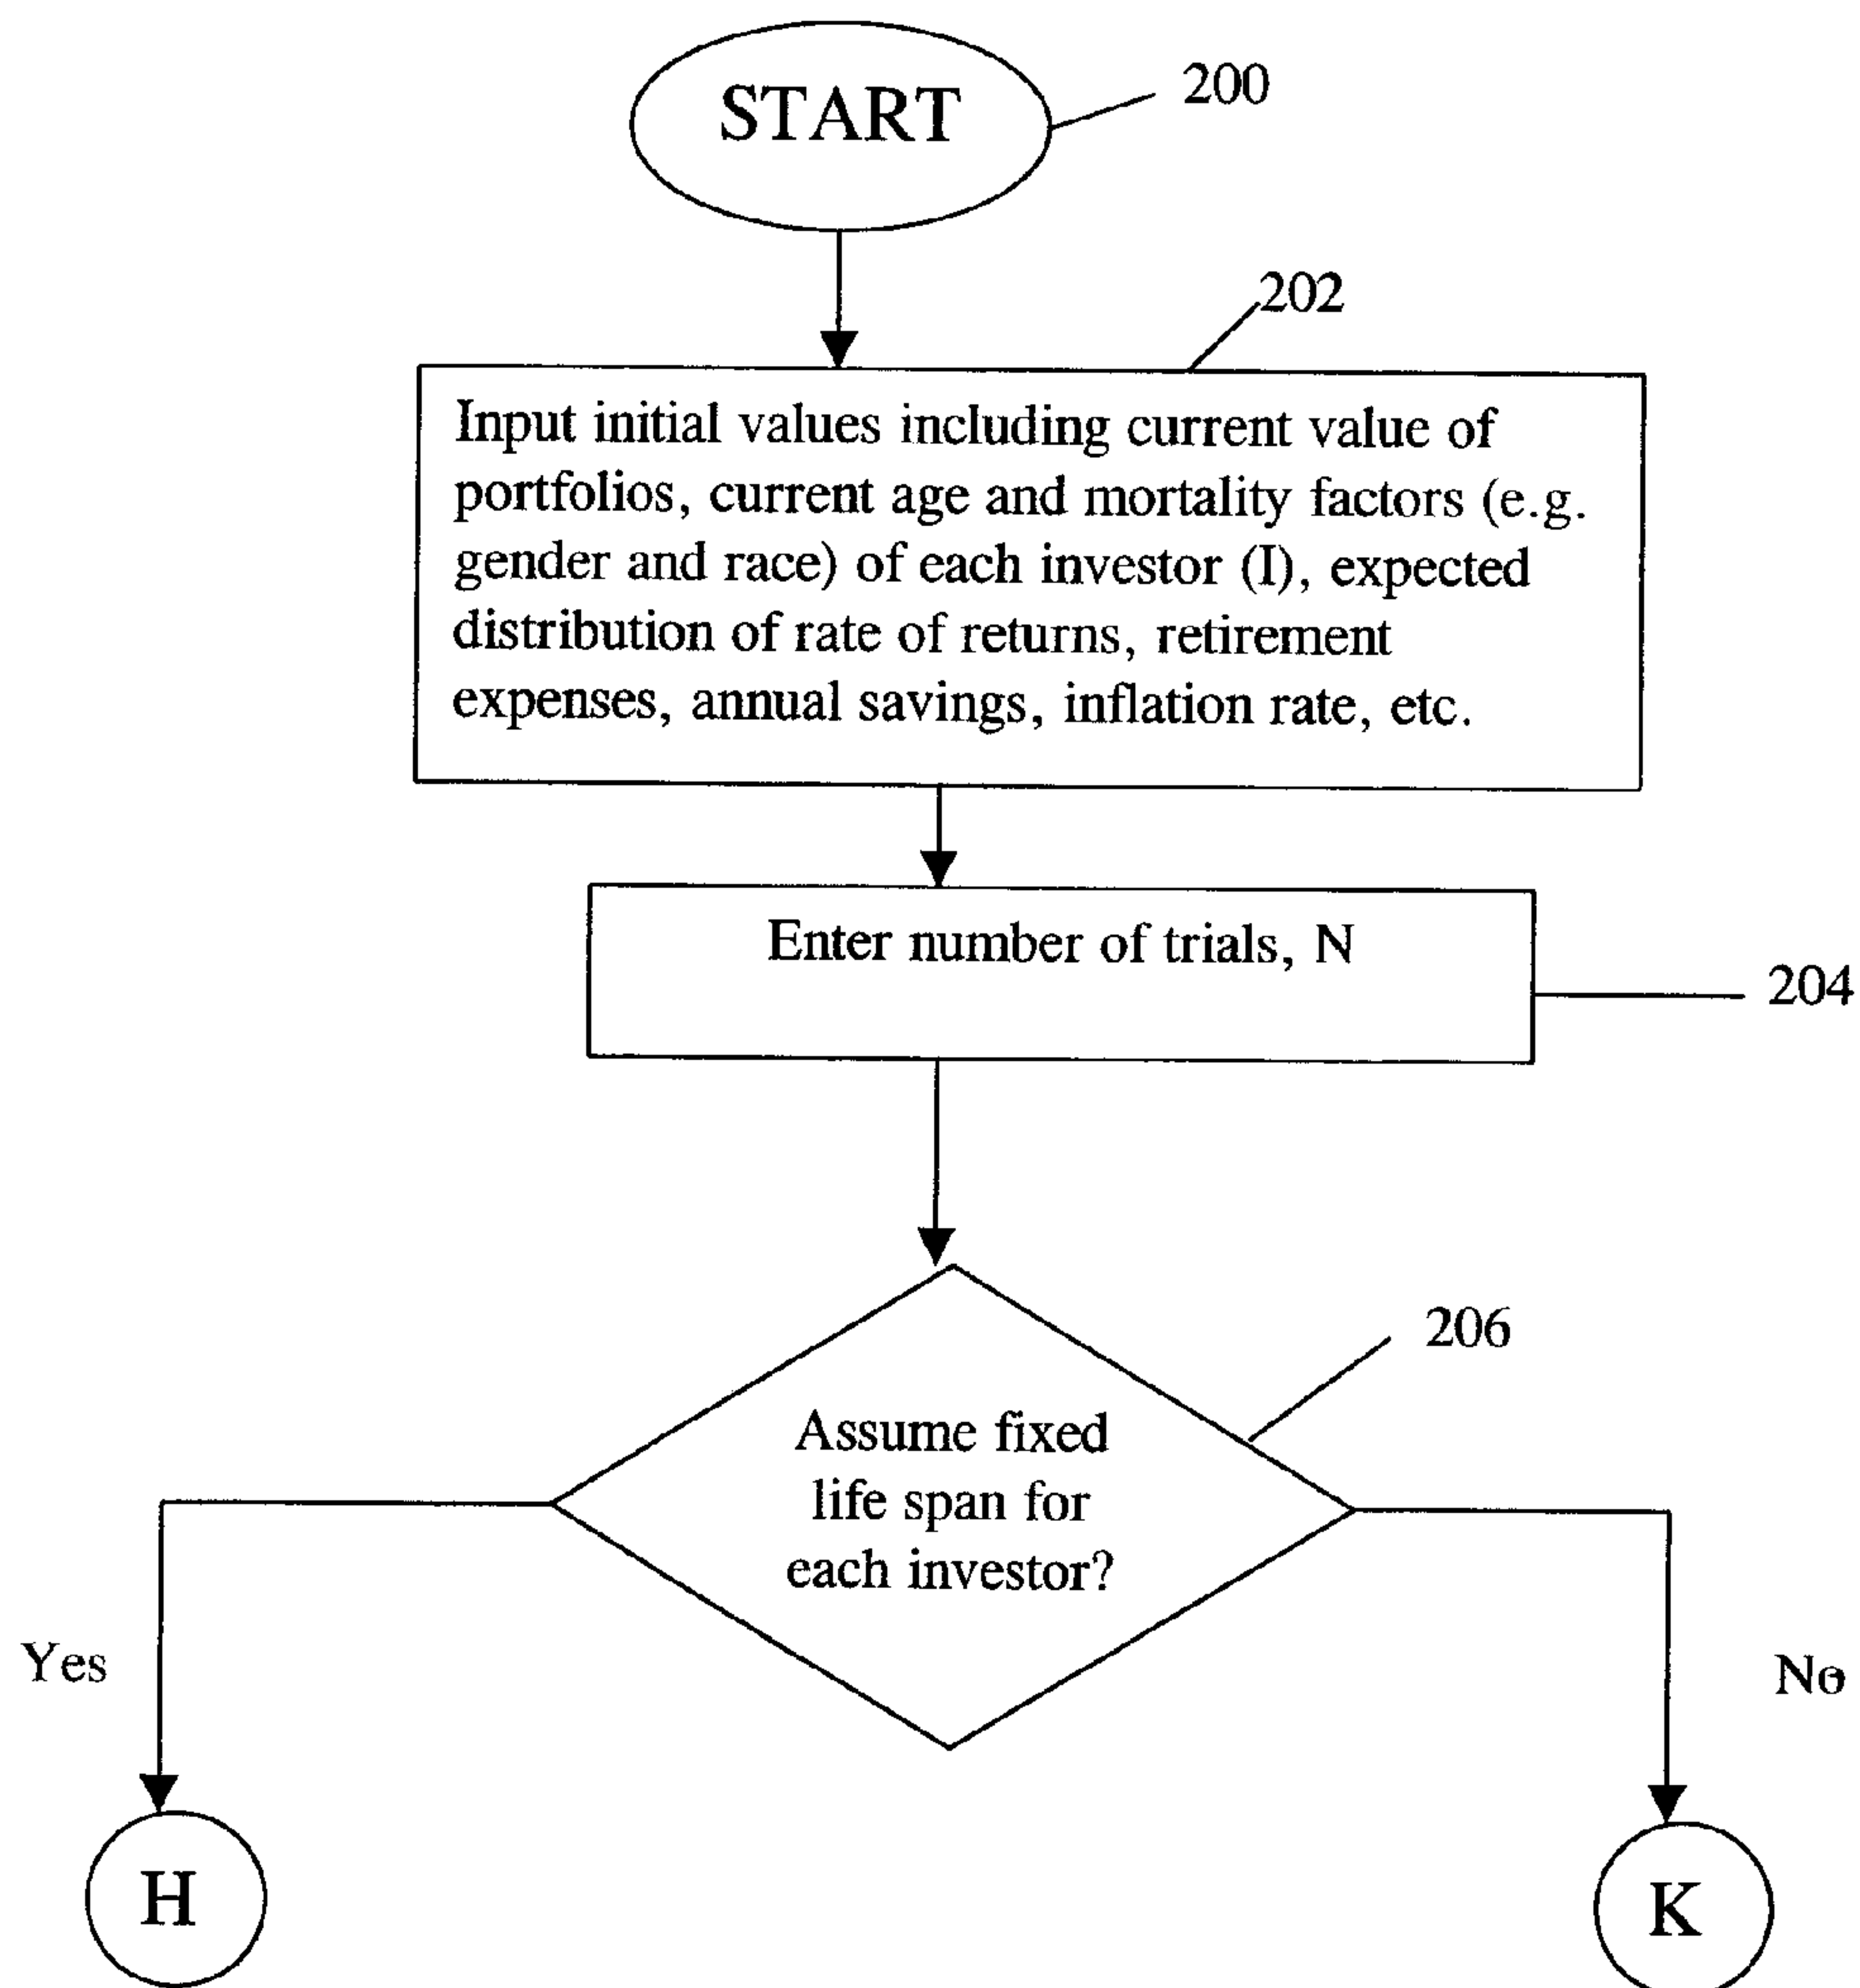 START
200
202
Input initial values including current value of
portfolios, current age and mortality factors (e.g.
gender and race) of each investor (I), expected
distribution of rate of returns, retirement
expenses, annual savings, inflation rate, etc.
Enter number of trials, N
204
206
Assume fixed
life span for
each investor?
Yes
No
H
K